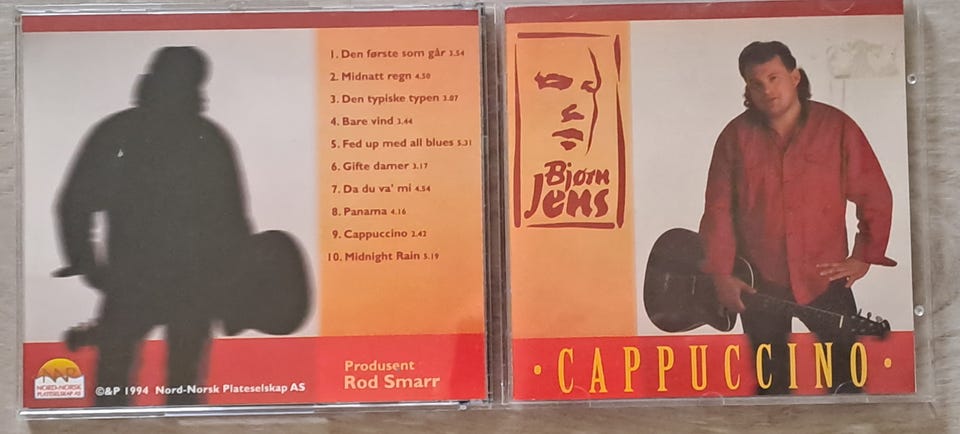 1. Den første som går 3.54
2. Midnatt regn 4.50
3. Den typiske typen 3.07
4. Bare vind 3.44
5. Fed up med all blues 5.21
6. Gifte damer 3.17
7. Da du va' mi 4.54
8. Panama 4.16
9. Cappuccino 2.42
10. Midnight Rain 5.19
Produsent
Rod Smarr
NNP
NORD-NORSK
PLATESELSKAP AS
©&P 1994 Nord-Norsk Plateselskap AS
Bjørn
Jens
· CAPPUCCINO ·